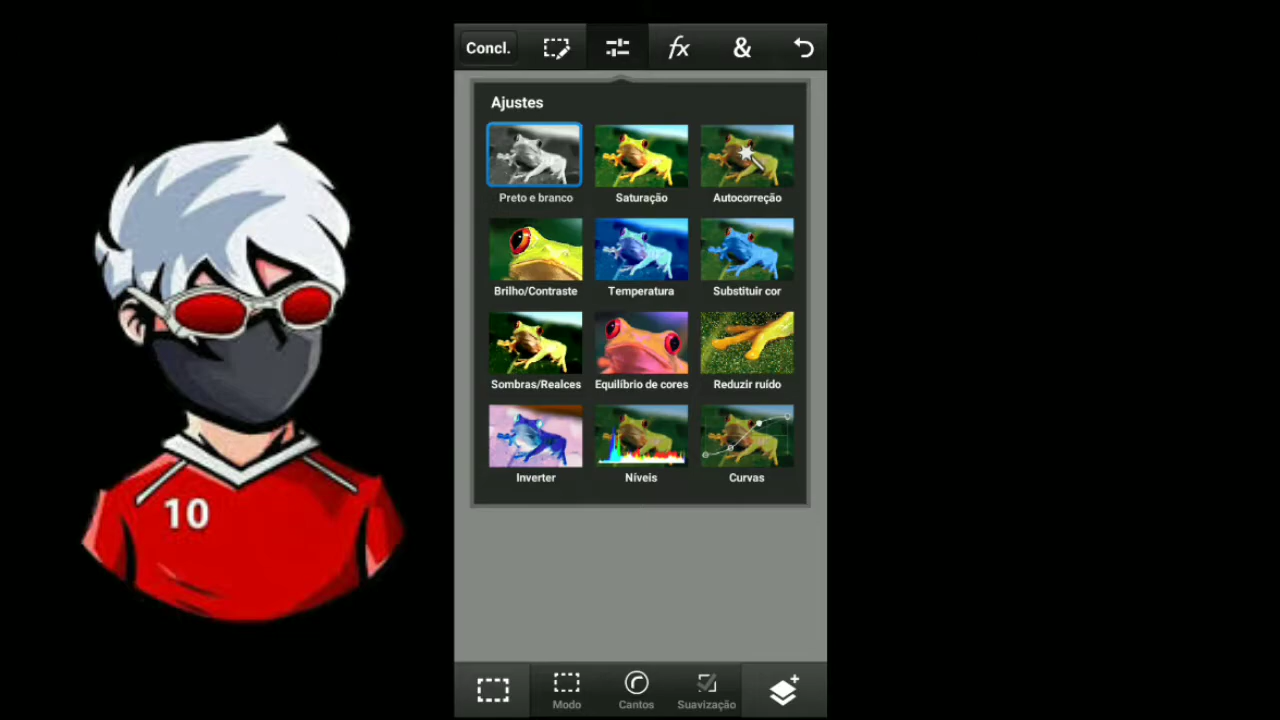 Concl.
fx
&
Ajustes
Preto e branco
Saturação
Autocorreção
Brilho/Contraste
Temperatura
Substituir cor
Sombras/Realces
Equilíbrio de cores
Reduzir ruído
Inverter
Níveis
Curvas
10
Modo
Cantos
Suavização